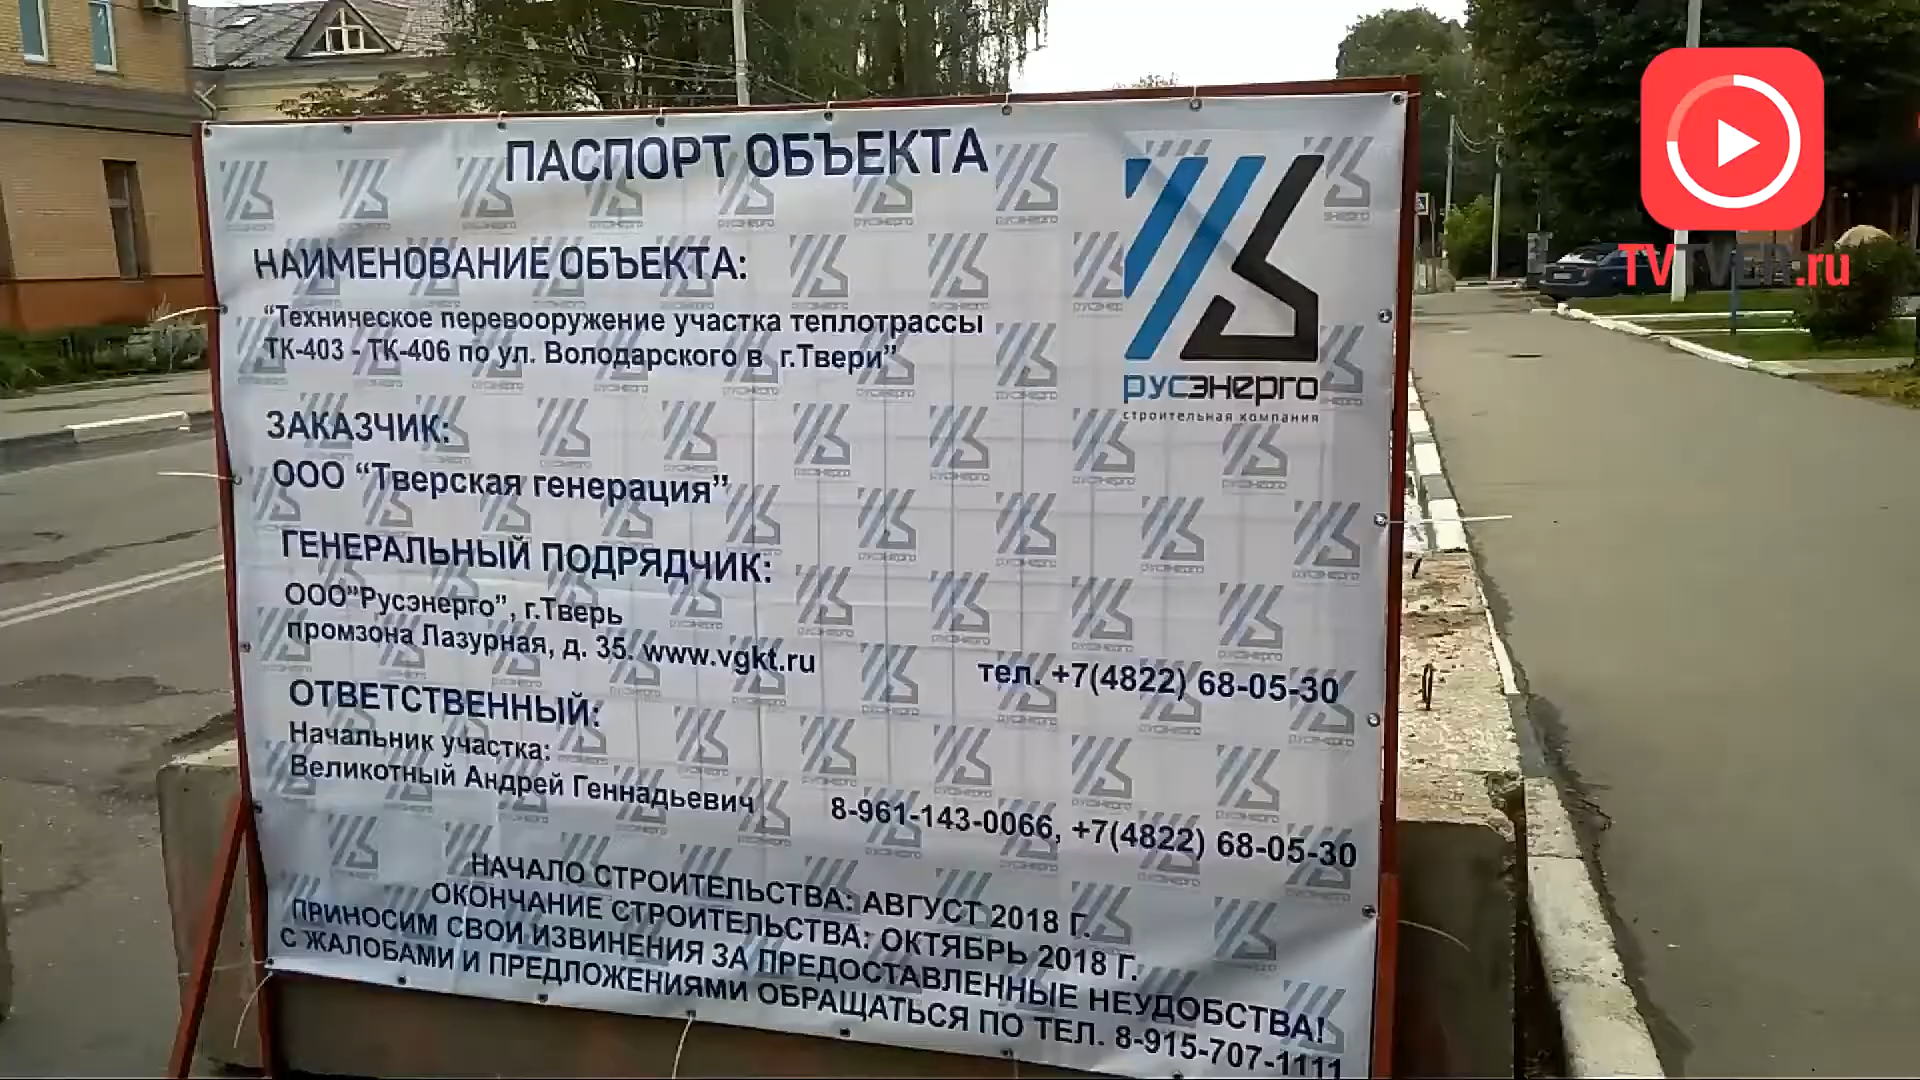 ПАСПОРТ ОБЪЕКТА
НАИМЕНОВАНИЕ ОБЪЕКТА:
“Техническое перевооружение участка теплотрассы
ТК-403 - ТК-406 по ул. Володарского в г.Твери”
русэнерго
строительная компания
ЗАКАЗЧИК:
ООО “Тверская генерация”
ГЕНЕРАЛЬНЫЙ ПОДРЯДЧИК:
ООО”Русэнерго”, г.Тверь
промзона Лазурная, д. 35. www.vgkt.ru
тел. +7(4822) 68-05-30
ОТВЕТСТВЕННЫЙ:
Начальник участка:
Великотный Андрей Геннадьевич
8-961-143-0066, +7(4822) 68-05-30
НАЧАЛО СТРОИТЕЛЬСТВА: АВГУСТ 2018 Г.
ОКОНЧАНИЕ СТРОИТЕЛЬСТВА: ОКТЯБРЬ 2018 Г.
ПРИНОСИМ СВОИ ИЗВИНЕНИЯ ЗА ПРЕДОСТАВЛЕННЫЕ НЕУДОБСТВА!
С ЖАЛОБАМИ И ПРЕДЛОЖЕНИЯМИ ОБРАЩАТЬСЯ ПО ТЕЛ. 8-915-707-1111
TVTVER.ru